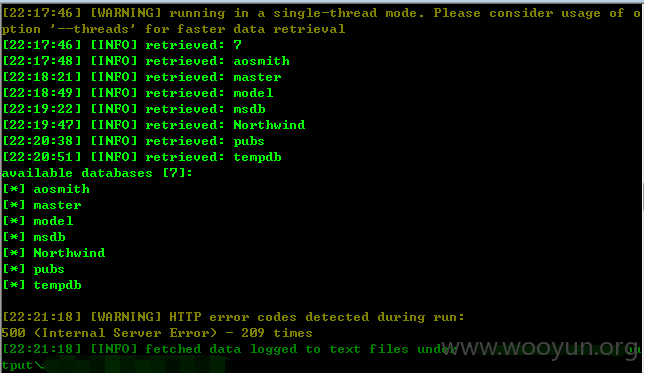 [22:17:46] [WARNING] running in a single-thread mode. Please consider usage of o
ption '--threads' for faster data retrieval
[22:17:46] [INFO] retrieved: 7
[22:17:48] [INFO] retrieved: aosmith
[22:18:21] [INFO] retrieved: master
[22:18:49] [INFO] retrieved: model
[22:19:22] [INFO] retrieved: msdb
[22:19:47] [INFO] retrieved: Northwind
[22:20:38] [INFO] retrieved: pubs
[22:20:51] [INFO] retrieved: tempdb
available databases [7]:
[*] aosmith
[*] master
[*] model
[*] msdb
[*] Northwind
[*] pubs
[*] tempdb
[22:21:18] [WARNING] HTTP error codes detected during run:
500 (Internal Server Error) - 209 times
[22:21:18] [INFO] fetched data logged to text files under
www.wooyun.org
tput\